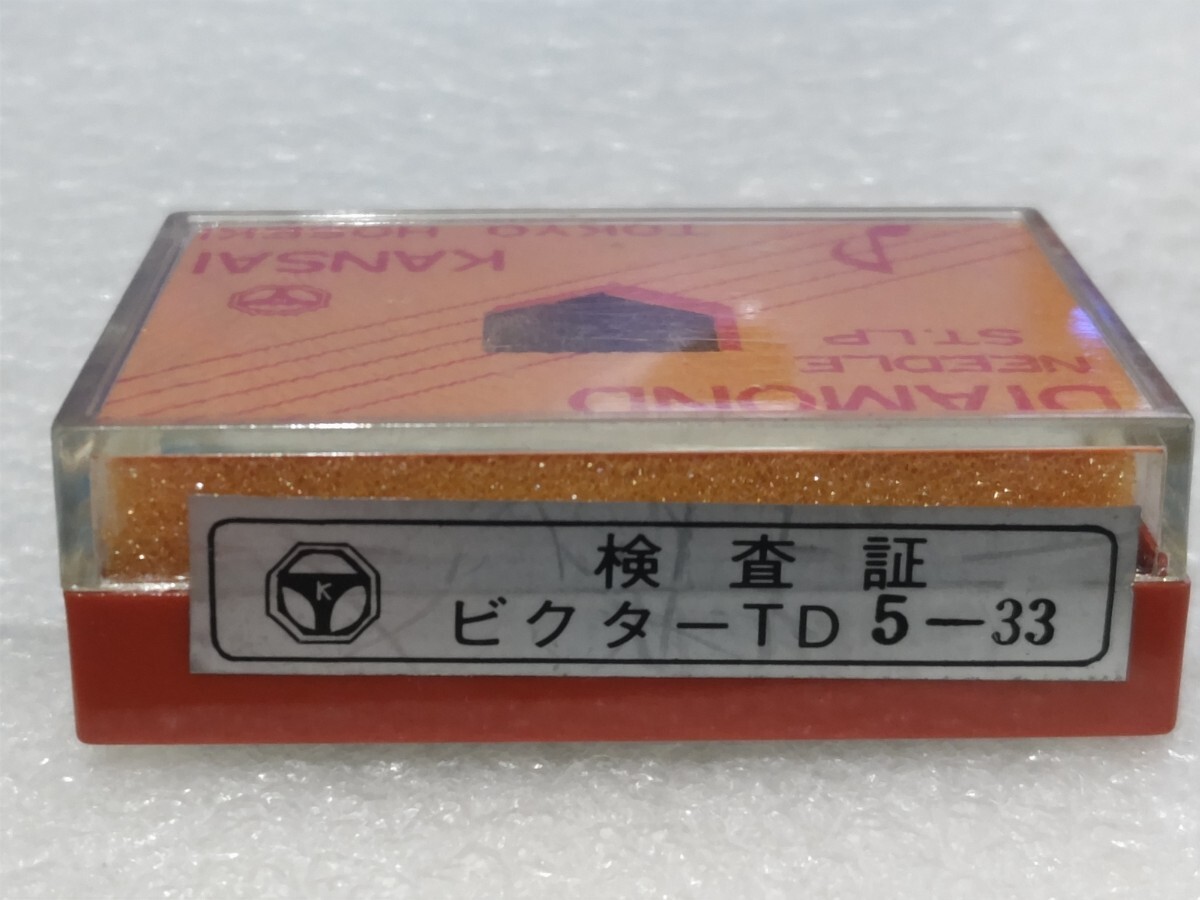 DIAMOND
NEEDLE
ST.LP
KANSAI
TOKYO HOSEKI
K
検査証
ビクターTD 5-33